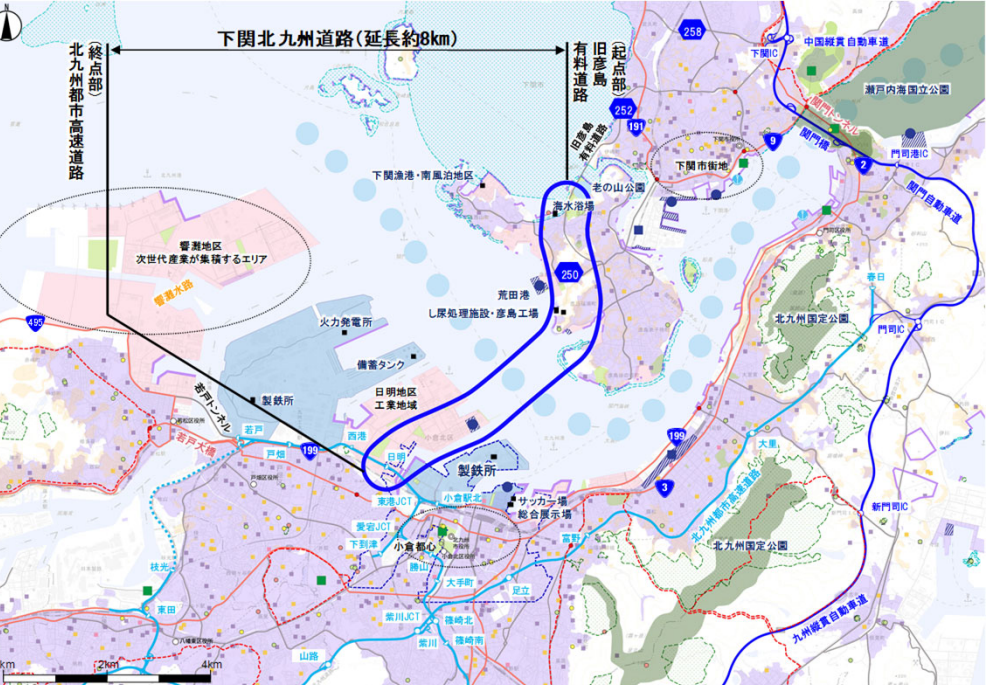 N
下関北九州道路(延長約8km)
(終点部)
北九州都市高速道路
(起点部)
旧彦島
有料道路
旧彦島
有料道路
258
中国縦貫自動車道
下関IC
瀬戸内海国立公園
関門トンネル
252
191
9
関門橋
2
門司港IC
関門自動車道
下関市街地
下関漁港・南風泊地区
老の山公園
海水浴場
響灘地区
次世代産業が集積するエリア
響灘水路
250
荒田港
し尿処理施設・彦島工場
春日
北九州国定公園
門司IC
495
火力発電所
備蓄タンク
製鉄所
日明地区
工業地域
若戸トンネル
若戸大橋
若戸
戸畑
199
西港
日明
199
大里
3
北九州都市高速道路
製鉄所
東港JCT
小倉駅北
サッカー場
総合展示場
新門司IC
愛宕JCT
下到津
小倉都心
勝山
富野
北九州国定公園
大手町
足立
枝光
東田
紫川JCT
篠崎北
紫川
篠崎南
山路
九州縦貫自動車道
km
2km
4km